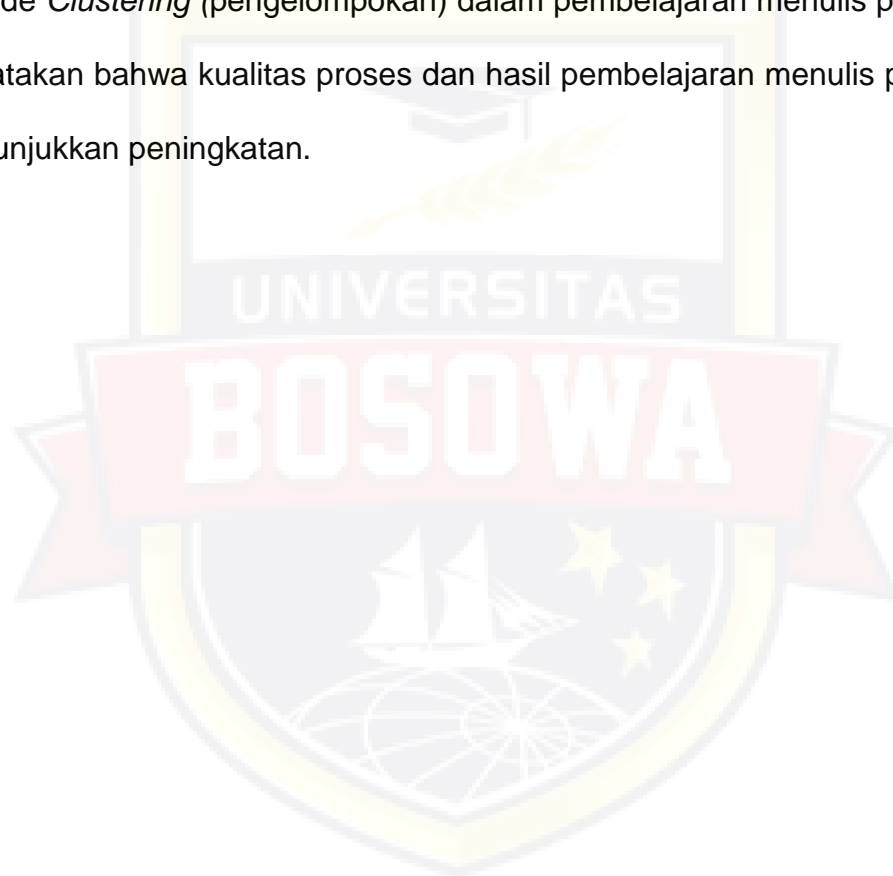 de Clustering (pengelompokan) dalam pembelajaran menulis p
atakan bahwa kualitas proses dan hasil pembelajaran menulis p
unjukkan peningkatan.
UNIVERSITAS
BOSOWA